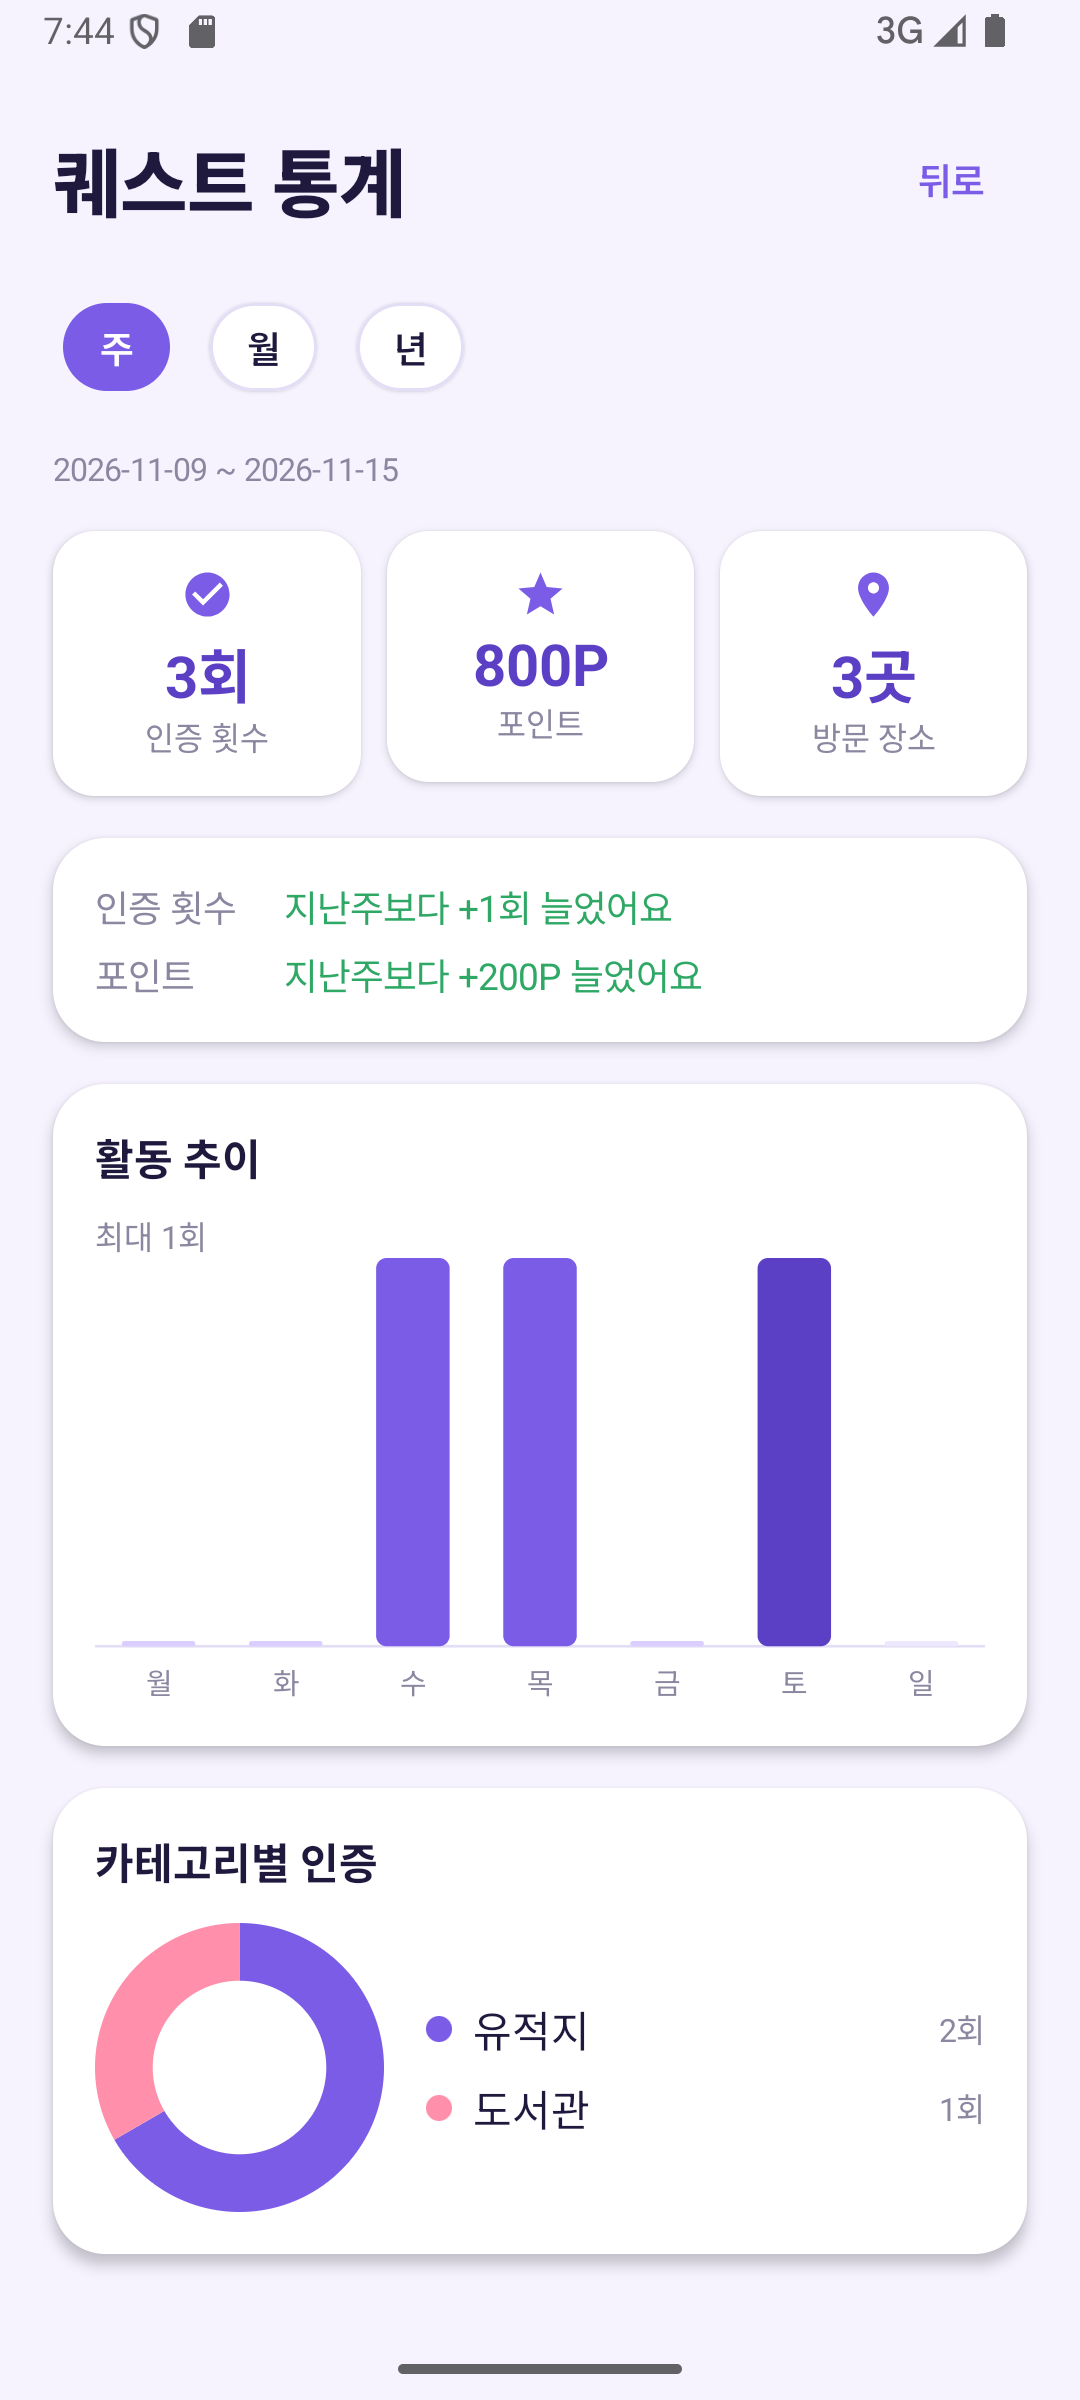 7:44
3G
퀘스트 통계
뒤로
주 월 년
2026-11-09 ~ 2026-11-15
3회
인증 횟수
800P
포인트
3곳
방문 장소
인증 횟수 지난주보다 +1회 늘었어요
포인트 지난주보다 +200P 늘었어요
활동 추이
최대 1회
월 화 수 목 금 토 일
카테고리별 인증
유적지 2회
도서관 1회